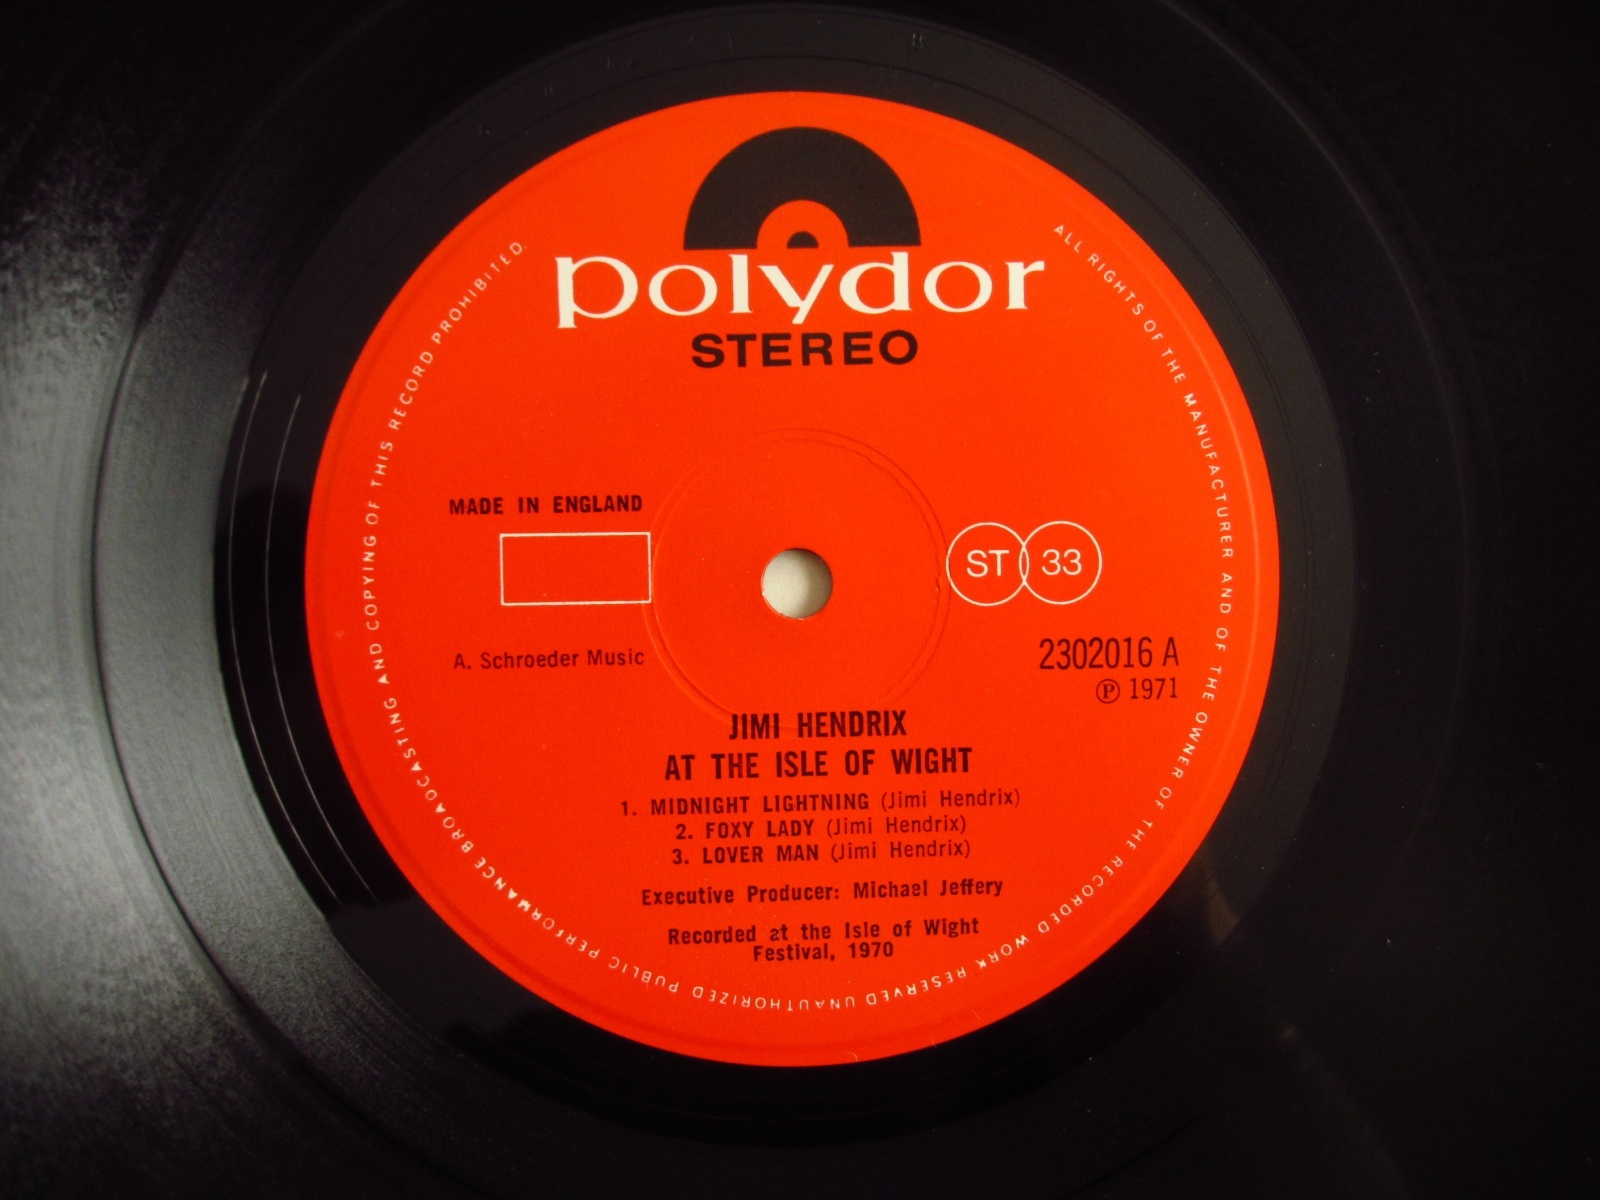 polydor
STEREO
MADE IN ENGLAND
ST 33
A. Schroeder Music
2302016 A
℗ 1971
JIMI HENDRIX
AT THE ISLE OF WIGHT
1. MIDNIGHT LIGHTNING (Jimi Hendrix)
2. FOXY LADY (Jimi Hendrix)
3. LOVER MAN (Jimi Hendrix)
Executive Producer: Michael Jeffery
Recorded at the Isle of Wight
Festival, 1970
ALL RIGHTS OF THE MANUFACTURER AND OF THE OWNER OF THE RECORDED WORK RESERVED UNAUTHORIZED PUBLIC PERFORMANCE BROADCASTING AND COPYING OF THIS RECORD PROHIBITED.